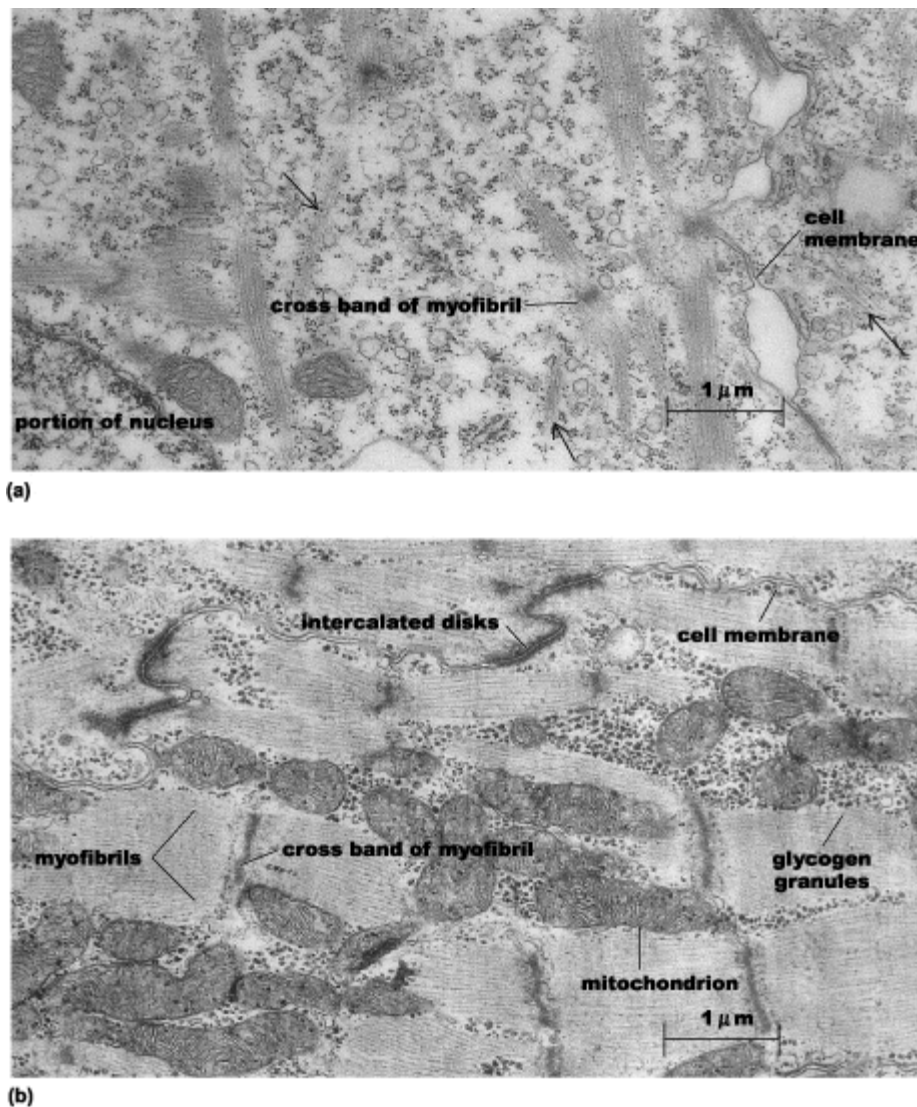 cell
membrane
cross band of myofibril
1 μm
portion of nucleus
(a)
intercalated disks
cell membrane
myofibrils
cross band of myofibril
glycogen
granules
mitochondrion
1 μm
(b)